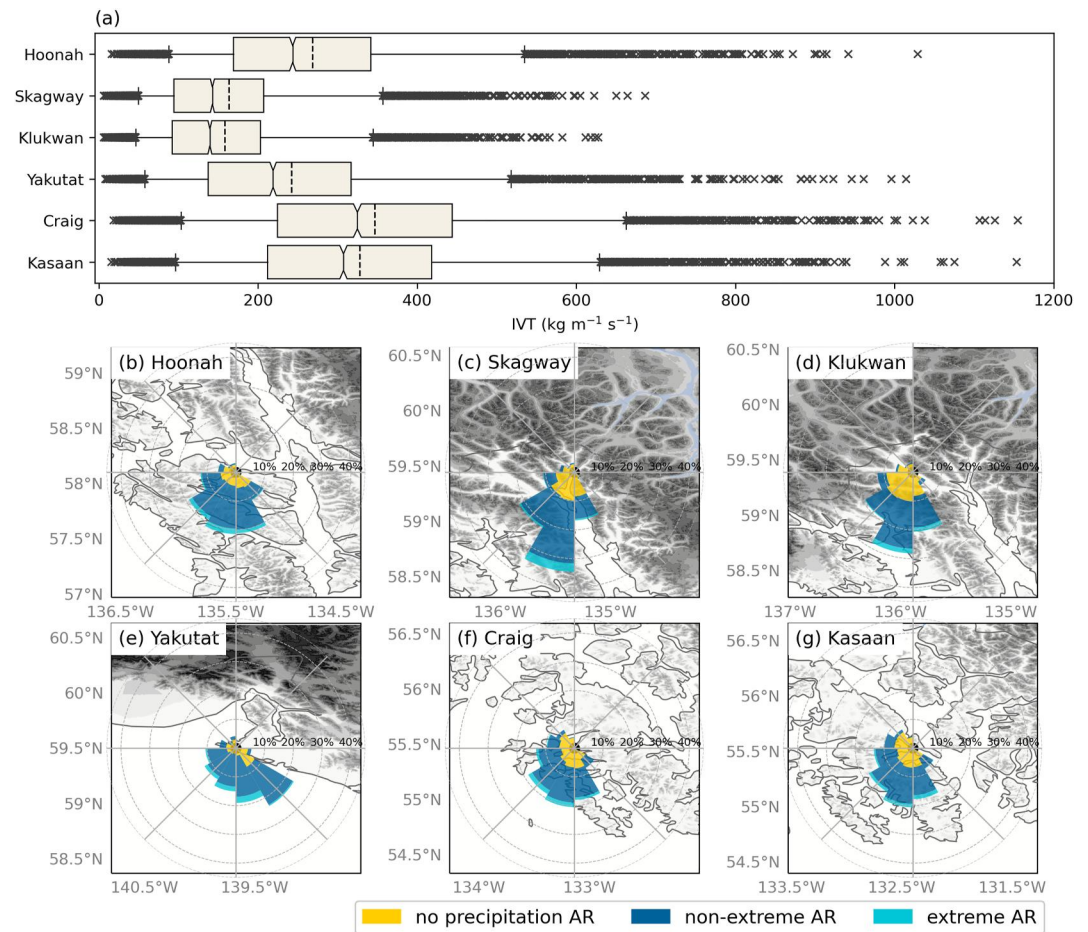 (a)
Hoonah
Skagway
Klukwan
Yakutat
Craig
Kasaan
0 200 400 600 800 1000 1200
IVT (kg m⁻¹ s⁻¹)
(b) Hoonah
59°N
58.5°N
58°N
57.5°N
57°N
136.5°W 135.5°W 134.5°W
10% 20% 30% 40%
(c) Skagway
60.5°N
60°N
59.5°N
59°N
58.5°N
136°W 135°W
10% 20% 30% 40%
(d) Klukwan
60.5°N
60°N
59.5°N
59°N
58.5°N
137°W 136°W 135°W
10% 20% 30% 40%
(e) Yakutat
60.5°N
60°N
59.5°N
59°N
58.5°N
140.5°W 139.5°W
10% 20% 30% 40%
(f) Craig
56.5°N
56°N
55.5°N
55°N
54.5°N
134°W 133°W
10% 20% 30% 40%
(g) Kasaan
56.5°N
56°N
55.5°N
55°N
54.5°N
133.5°W 132.5°W 131.5°W
10% 20% 30% 40%
no precipitation AR non-extreme AR extreme AR